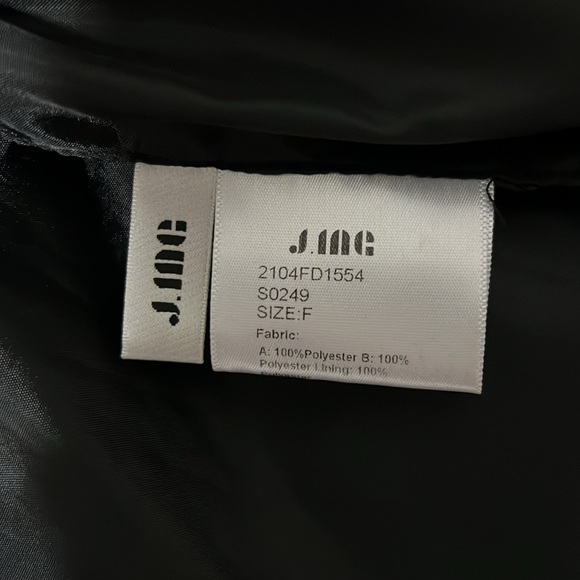 J.ING
J.ING
2104FD1554
S0249
SIZE:F
Fabric:
A: 100%Polyester B: 100%
Polyester Lining: 100%